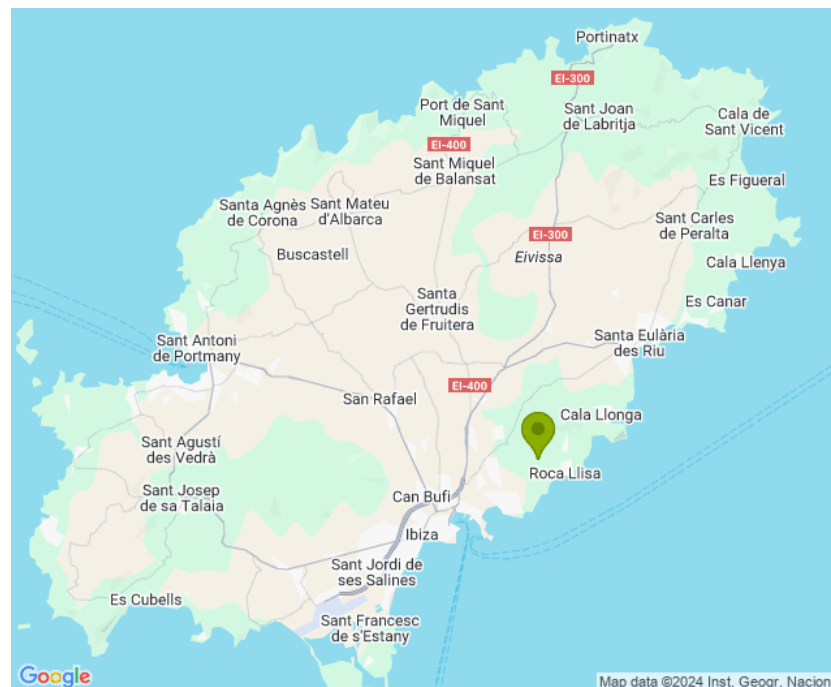 Portinatx
EI-300
Port de Sant
Miquel
Sant Joan
de Labritja
Cala de
Sant Vicent
EI-400
Sant Miquel
de Balansat
Es Figueral
Santa Agnès
de Corona
Sant Mateu
d'Albarca
Sant Carles
de Peralta
EI-300
Buscastell
Eivissa
Cala Llenya
Santa
Gertrudis
de Fruitera
Es Canar
Sant Antoni
de Portmany
Santa Eulària
des Riu
EI-400
San Rafael
Cala Llonga
Sant Agustí
des Vedrà
Roca Llisa
Sant Josep
de sa Talaia
Can Bufi
Ibiza
Sant Jordi de
ses Salines
Es Cubells
Sant Francesc
de s'Estany
Google
Map data ©2024 Inst. Geogr. Nacion